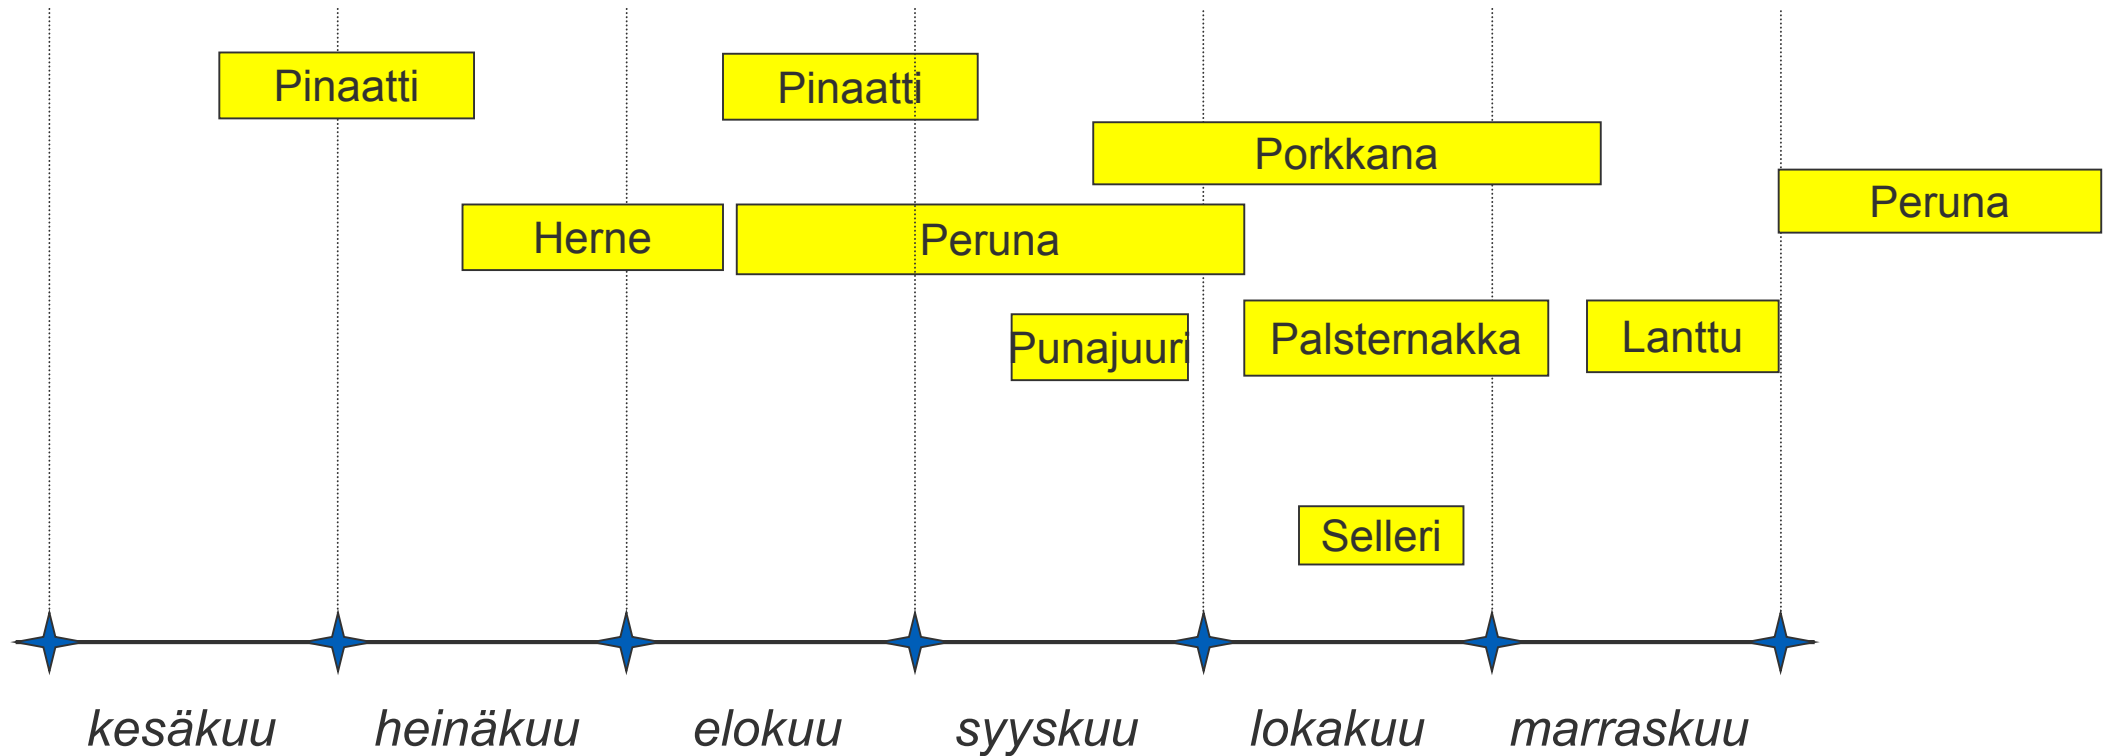 Pinaatti
Pinaatti
Porkkana
Peruna
Herne
Peruna
Punajuuri
Palsternakka
Lanttu
Selleri
kesäkuu heinäkuu elokuu syyskuu lokakuu marraskuu